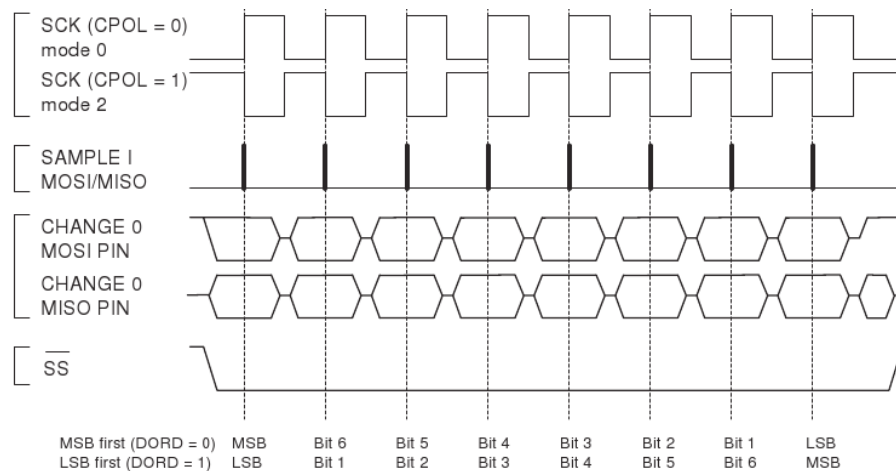 SCK (CPOL = 0)
mode 0
SCK (CPOL = 1)
mode 2
SAMPLE I
MOSI/MISO
CHANGE 0
MOSI PIN
CHANGE 0
MISO PIN
SS
MSB first (DORD = 0) MSB Bit 6 Bit 5 Bit 4 Bit 3 Bit 2 Bit 1 LSB
LSB first (DORD = 1) LSB Bit 1 Bit 2 Bit 3 Bit 4 Bit 5 Bit 6 MSB